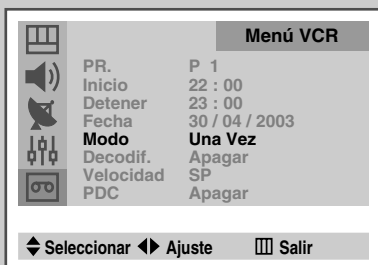 Menú VCR
PR. P 1
Inicio 22 : 00
Detener 23 : 00
Fecha 30 / 04 / 2003
Modo Una Vez
Decodif. Apagar
Velocidad SP
PDC Apagar
Seleccionar Ajuste Salir